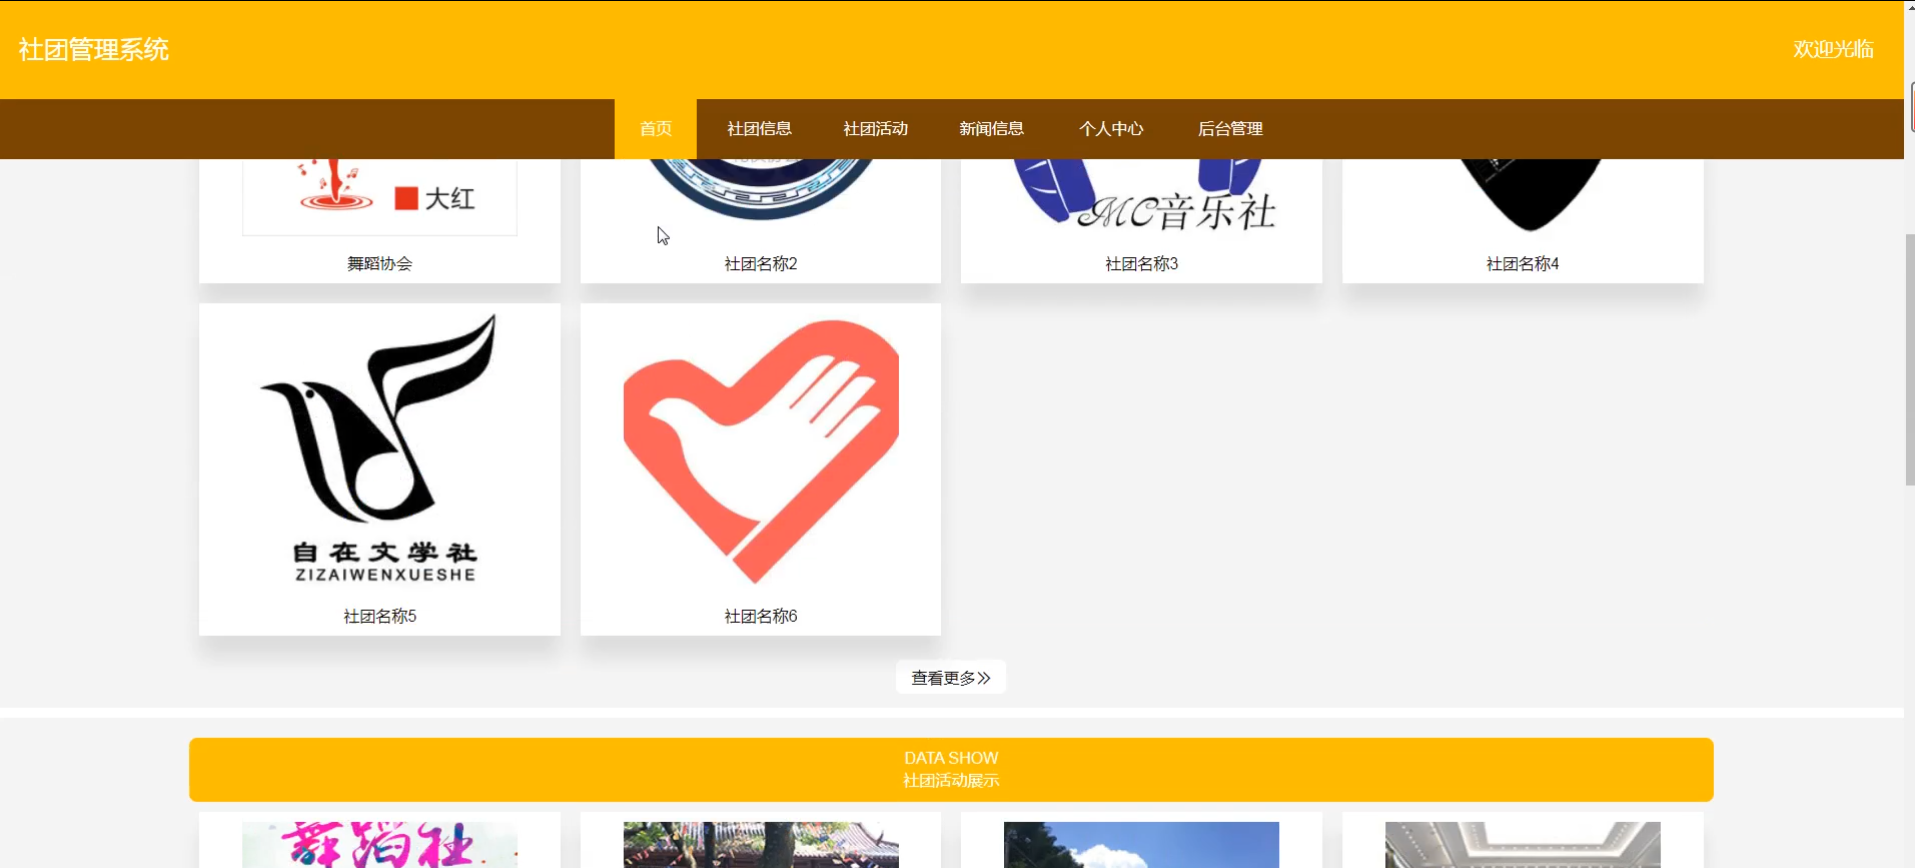 社团管理系统
欢迎光临
首页
社团信息
社团活动
新闻信息
个人中心
后台管理
大红
MC音乐社
舞蹈协会
社团名称2
社团名称3
社团名称4
自在文学社
ZIZAIWENXUESHE
社团名称5
社团名称6
查看更多
DATA SHOW
社团活动展示
舞蹈社